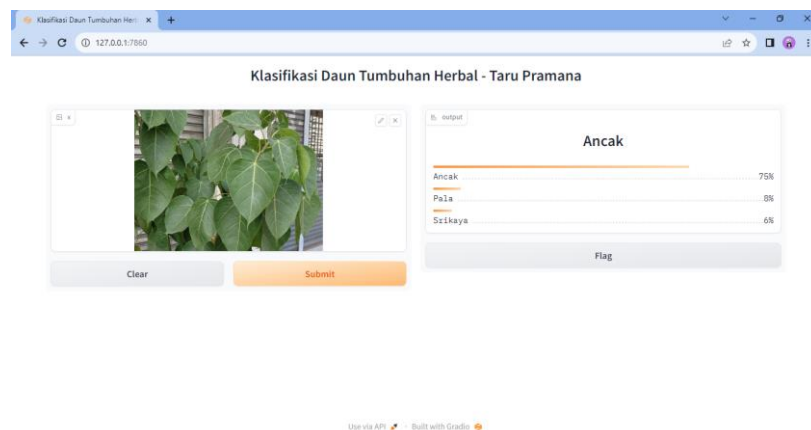 Klasifikasi Daun Tumbuhan Her
127.0.0.1:7860
Klasifikasi Daun Tumbuhan Herbal - Taru Pramana
x
output
Ancak
Ancak 75%
Pala 8%
Srikaya 6%
Clear
Submit
Flag
Use via API · Built with Gradio